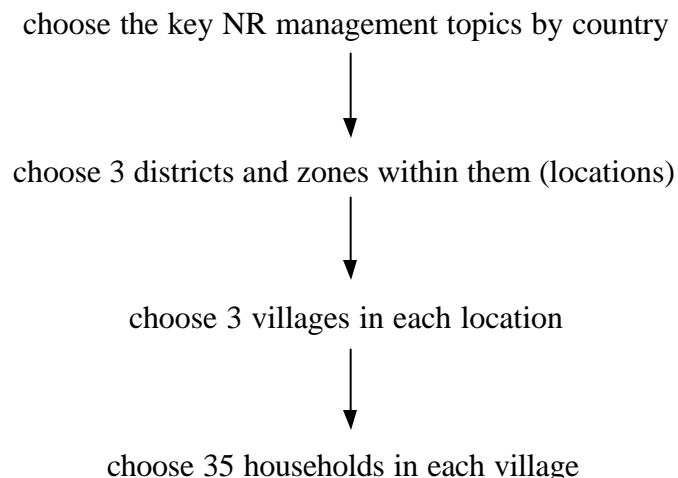 choose the key NR management topics by country
choose 3 districts and zones within them (locations)
choose 3 villages in each location
choose 35 households in each village